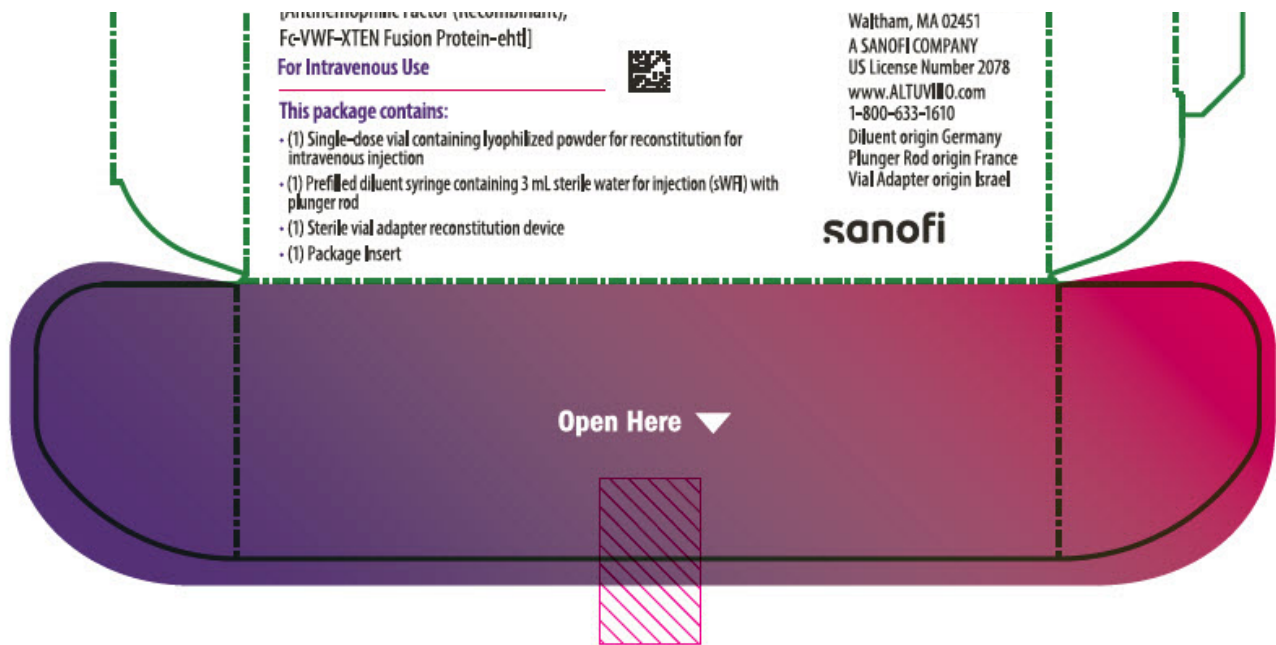 [Antihemophilic Factor (Recombinant),
Fc-VWF-XTEN Fusion Protein-ehtl]
For Intravenous Use
This package contains:
• (1) Single-dose vial containing lyophilized powder for reconstitution for
intravenous injection
• (1) Prefilled diluent syringe containing 3 mL sterile water for injection (sWFI) with
plunger rod
• (1) Sterile vial adapter reconstitution device
• (1) Package Insert
Waltham, MA 02451
A SANOFI COMPANY
US License Number 2078
www.ALTUVIIIO.com
1-800-633-1610
Diluent origin Germany
Plunger Rod origin France
Vial Adapter origin Israel
sanofi
Open Here